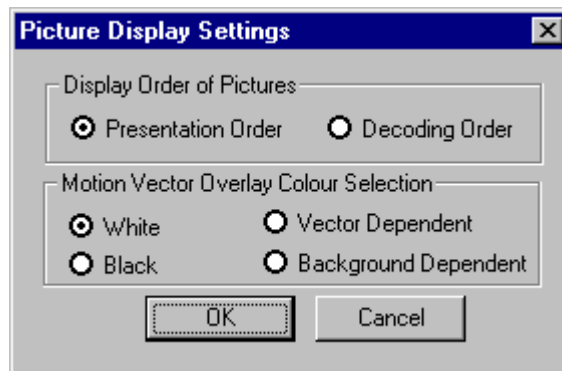 Picture Display Settings
Display Order of Pictures
Presentation Order Decoding Order
Motion Vector Overlay Colour Selection
White Vector Dependent
Black Background Dependent
OK Cancel